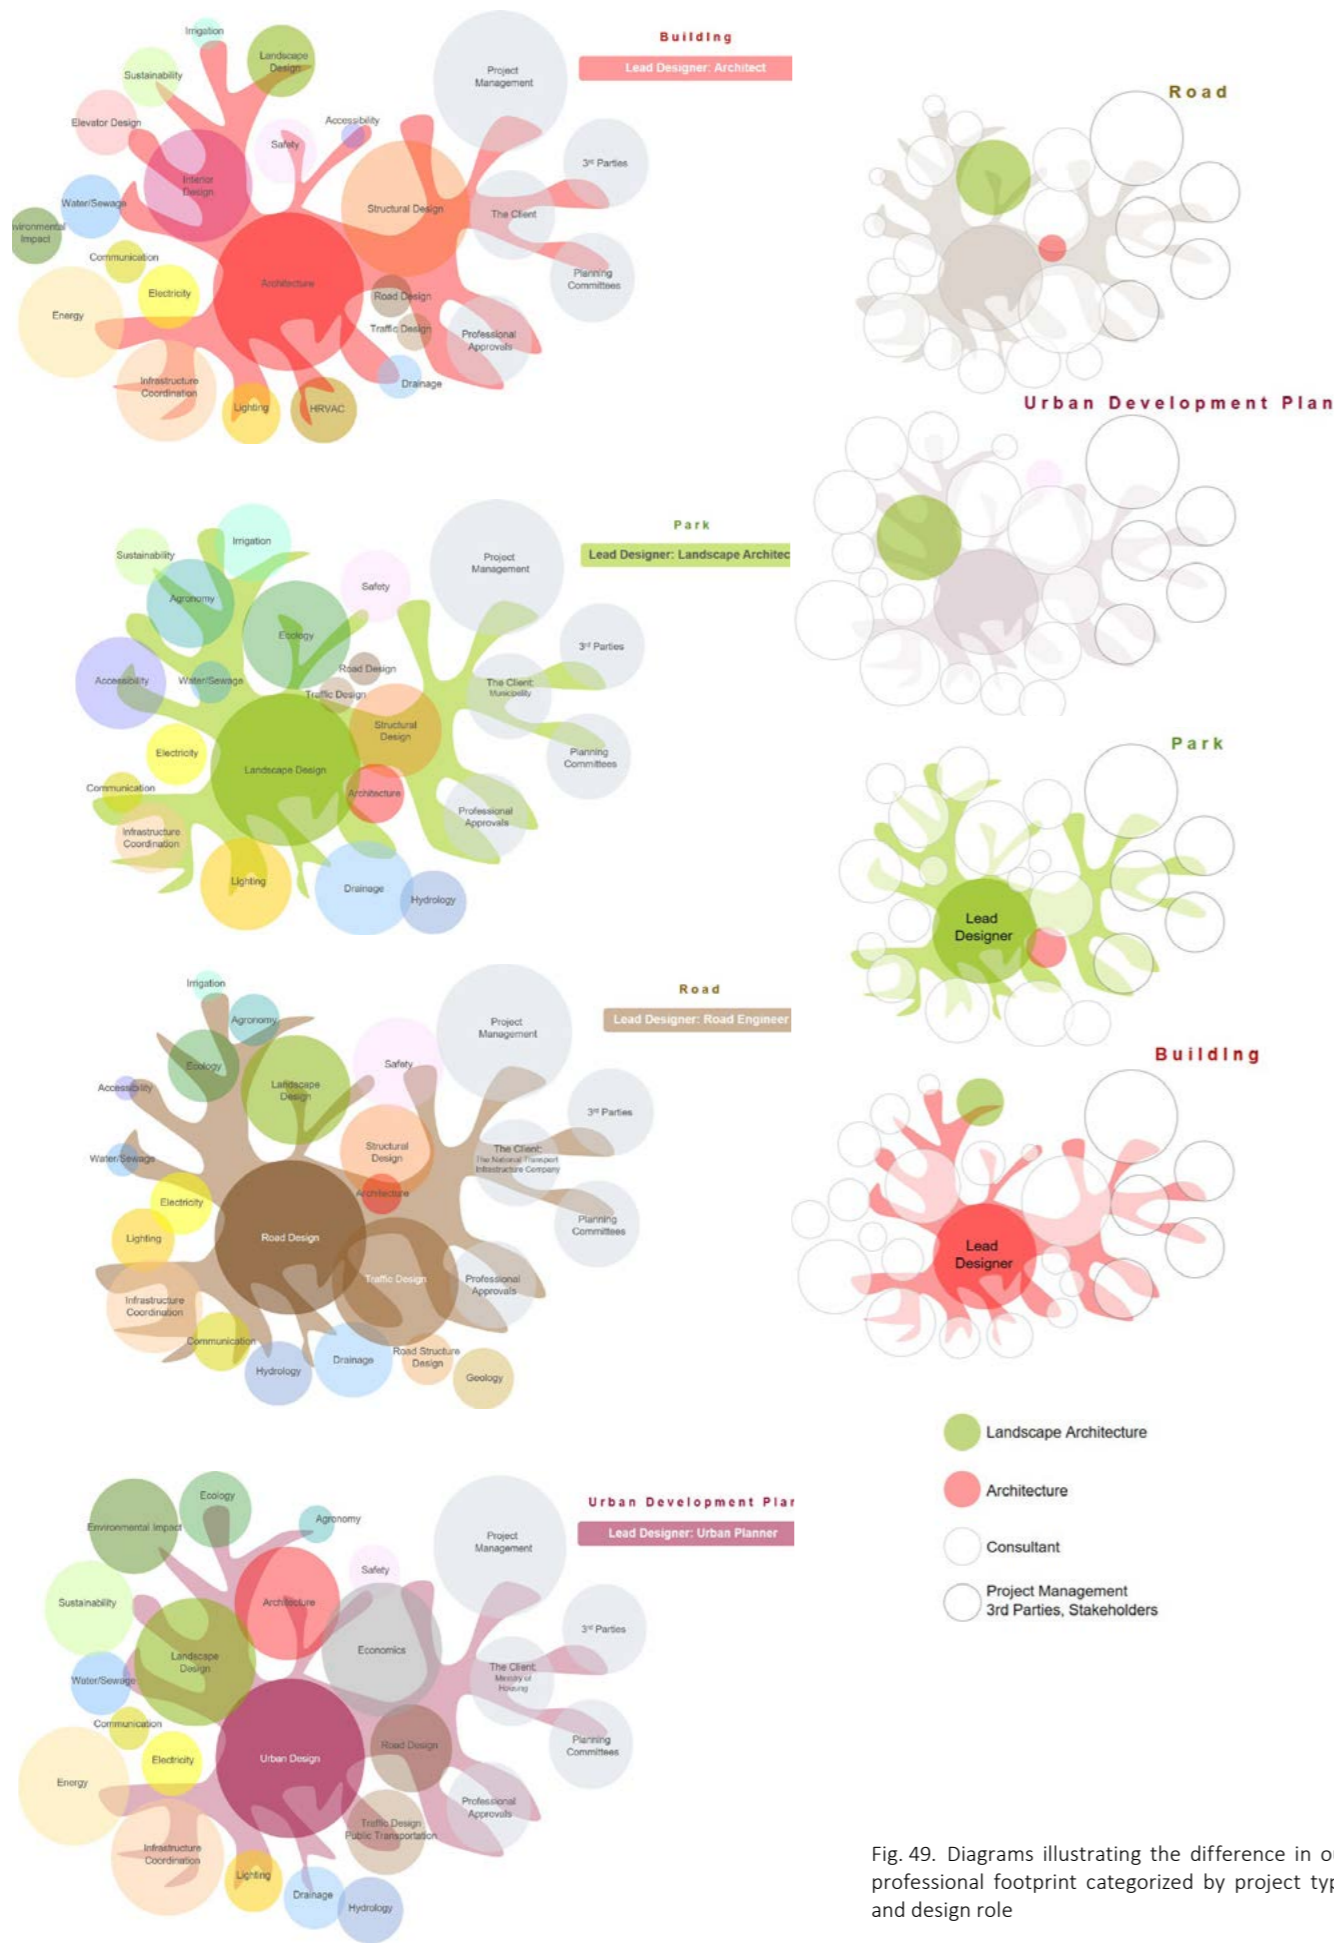 Building
Lead Designer: Architect
Irrigation
Landscape
Design
Project
Management
Sustainability
Elevator Design
Accessibility
Safety
3rd Parties
Interior
Design
Water/Sewage
Structural Design
The Client
vironmental
Impact
Communication
Planning
Committees
Electricity
Architecture
Road Design
Energy
Traffic Design
Professional
Approvals
Infrastructure
Coordination
Drainage
Lighting
HRVAC
Park
Lead Designer: Landscape Architec
Irrigation
Sustainability
Project
Management
Agronomy
Safety
Ecology
3rd Parties
Road Design
Accessibility
Water/Sewage
Traffic Design
The Client:
Municipality
Structural
Design
Electricity
Planning
Committees
Landscape Design
Communication
Architecture
Infrastructure
Coordination
Professional
Approvals
Lighting
Drainage
Hydrology
Road
Lead Designer: Road Engineer
Irrigation
Agronomy
Project
Management
Ecology
Safety
Accessibility
Landscape
Design
3rd Parties
Structural
Design
Water/Sewage
The Client:
The National Transport
Infrastructure Company
Electricity
Architecture
Lighting
Road Design
Planning
Committees
Traffic Design
Professional
Approvals
Infrastructure
Coordination
Communication
Hydrology
Drainage
Road Structure
Design
Geology
Urban Development Plan
Lead Designer: Urban Planner
Ecology
Environmental Impact
Agronomy
Project
Management
Safety
Sustainability
Architecture
3rd Parties
Landscape
Design
Economics
Water/Sewage
The Client:
Ministry of
Housing
Communication
Road Design
Planning
Committees
Electricity
Urban Design
Energy
Professional
Approvals
Traffic Design
Public Transportation
Infrastructure
Coordination
Lighting
Drainage
Hydrology
Road
Urban Development Plan
Park
Lead
Designer
Building
Lead
Designer
Landscape Architecture
Architecture
Consultant
Project Management
3rd Parties, Stakeholders
Fig. 49. Diagrams illustrating the difference in o
professional footprint categorized by project typ
and design role